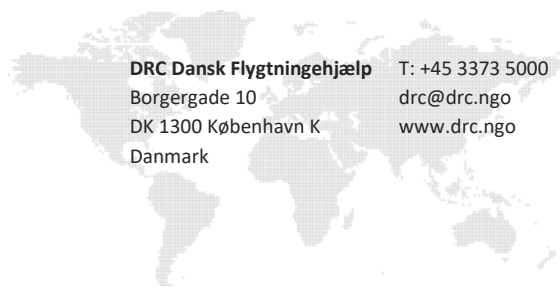 DRC Dansk Flygtningehjælp
Borgergade 10
DK 1300 København K
Danmark
T: +45 3373 5000
drc@drc.ngo
www.drc.ngo